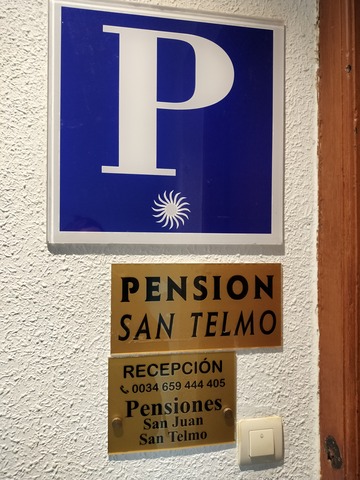 P
PENSION
SAN TELMO
RECEPCIÓN
0034 659 444 405
Pensiones
San Juan
San Telmo